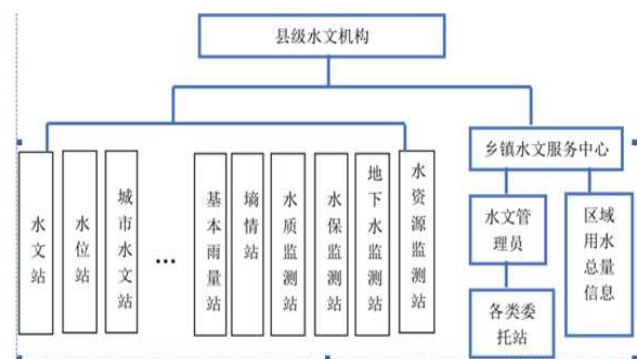 县级水文机构
乡镇水文服务中心
水文站
水位站
城市水文站
...
基本雨量站
墒情站
水质监测站
水保监测站
地下水监测站
水资源监测站
水文管
理员
区域
用水
总量
信息
各类委
托站